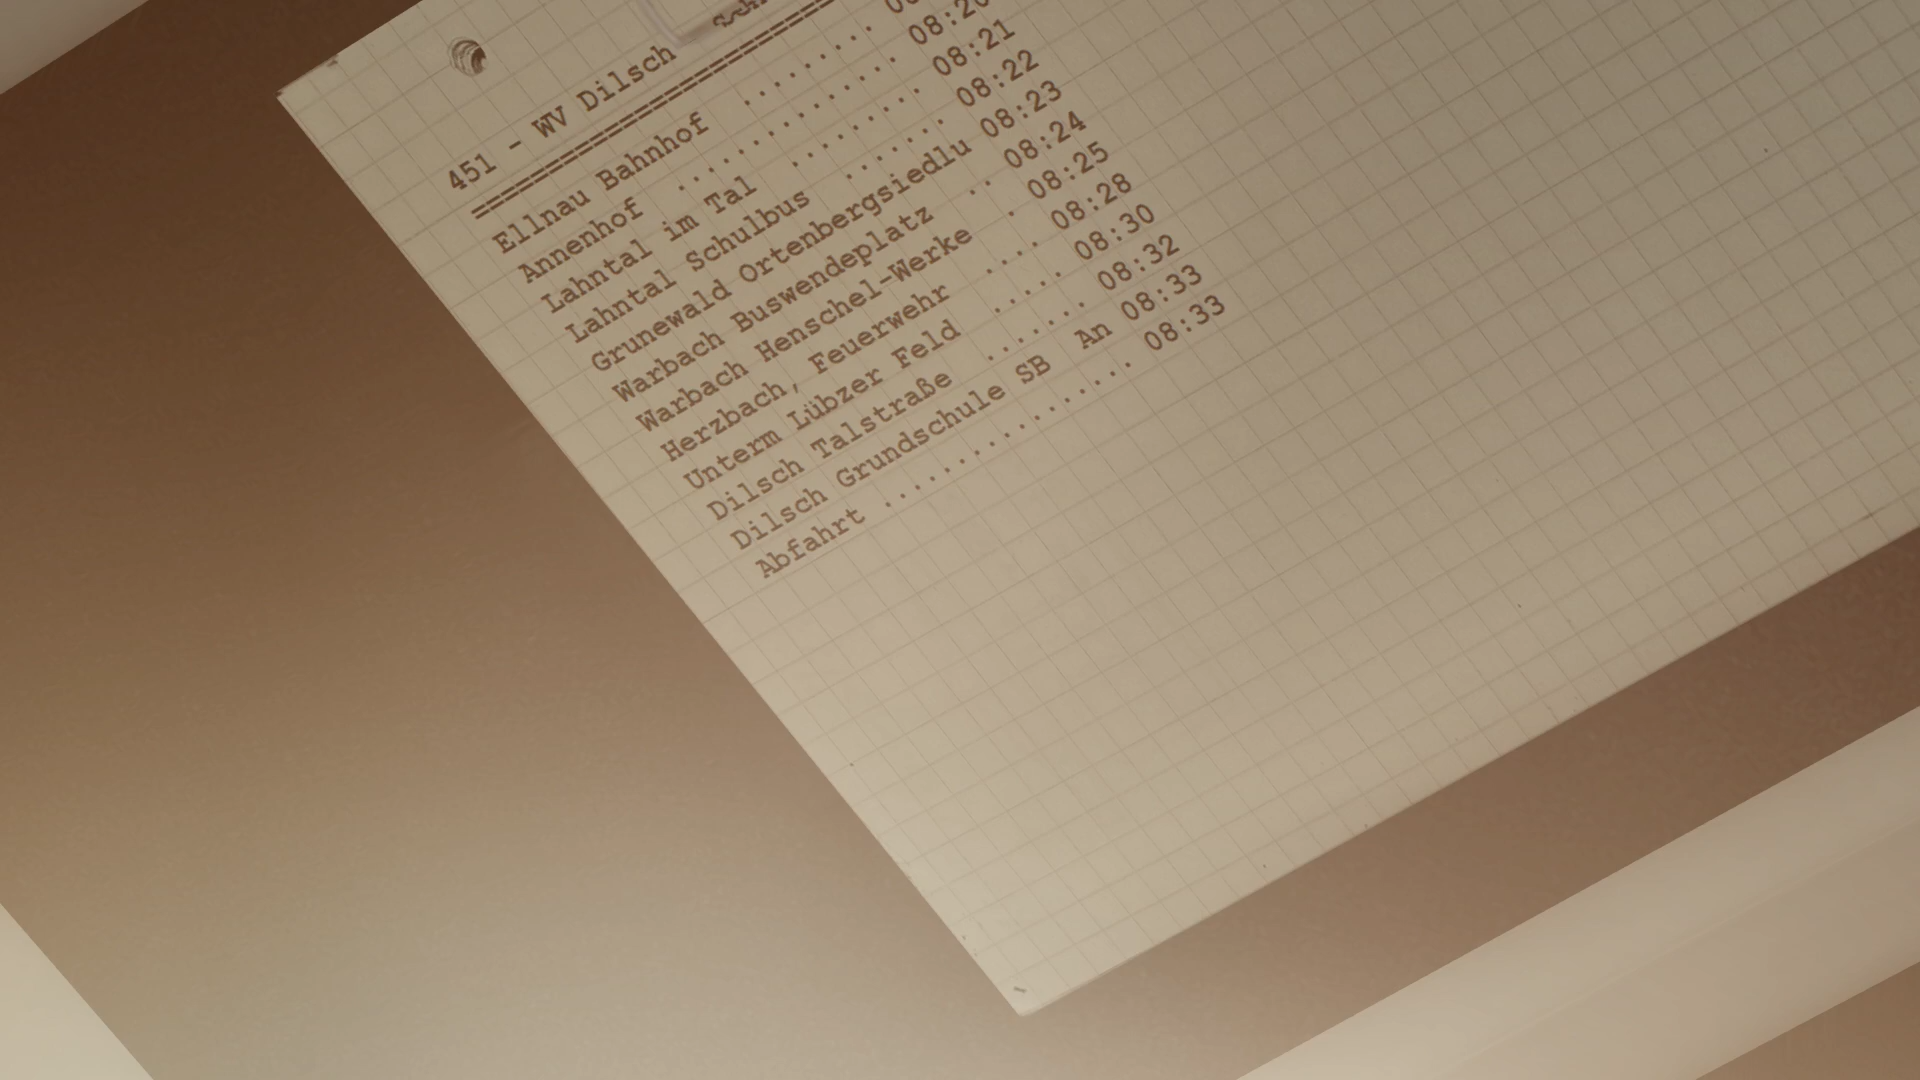 451 - WV Dilsch
==========================
Ellnau Bahnhof .........
Annenhof ............... 08:20
Lahntal im Tal ......... 08:21
Lahntal Schulbus ....... 08:22
Grunewald Ortenbergsiedlu 08:23
Warbach Buswendeplatz .. 08:24
Warbach Henschel-Werke . 08:25
Herzbach, Feuerwehr .... 08:28
Unterm Lübzer Feld ..... 08:30
Dilsch Talstraße ....... 08:32
Dilsch Grundschule SB An 08:33
Abfahrt ................. 08:33